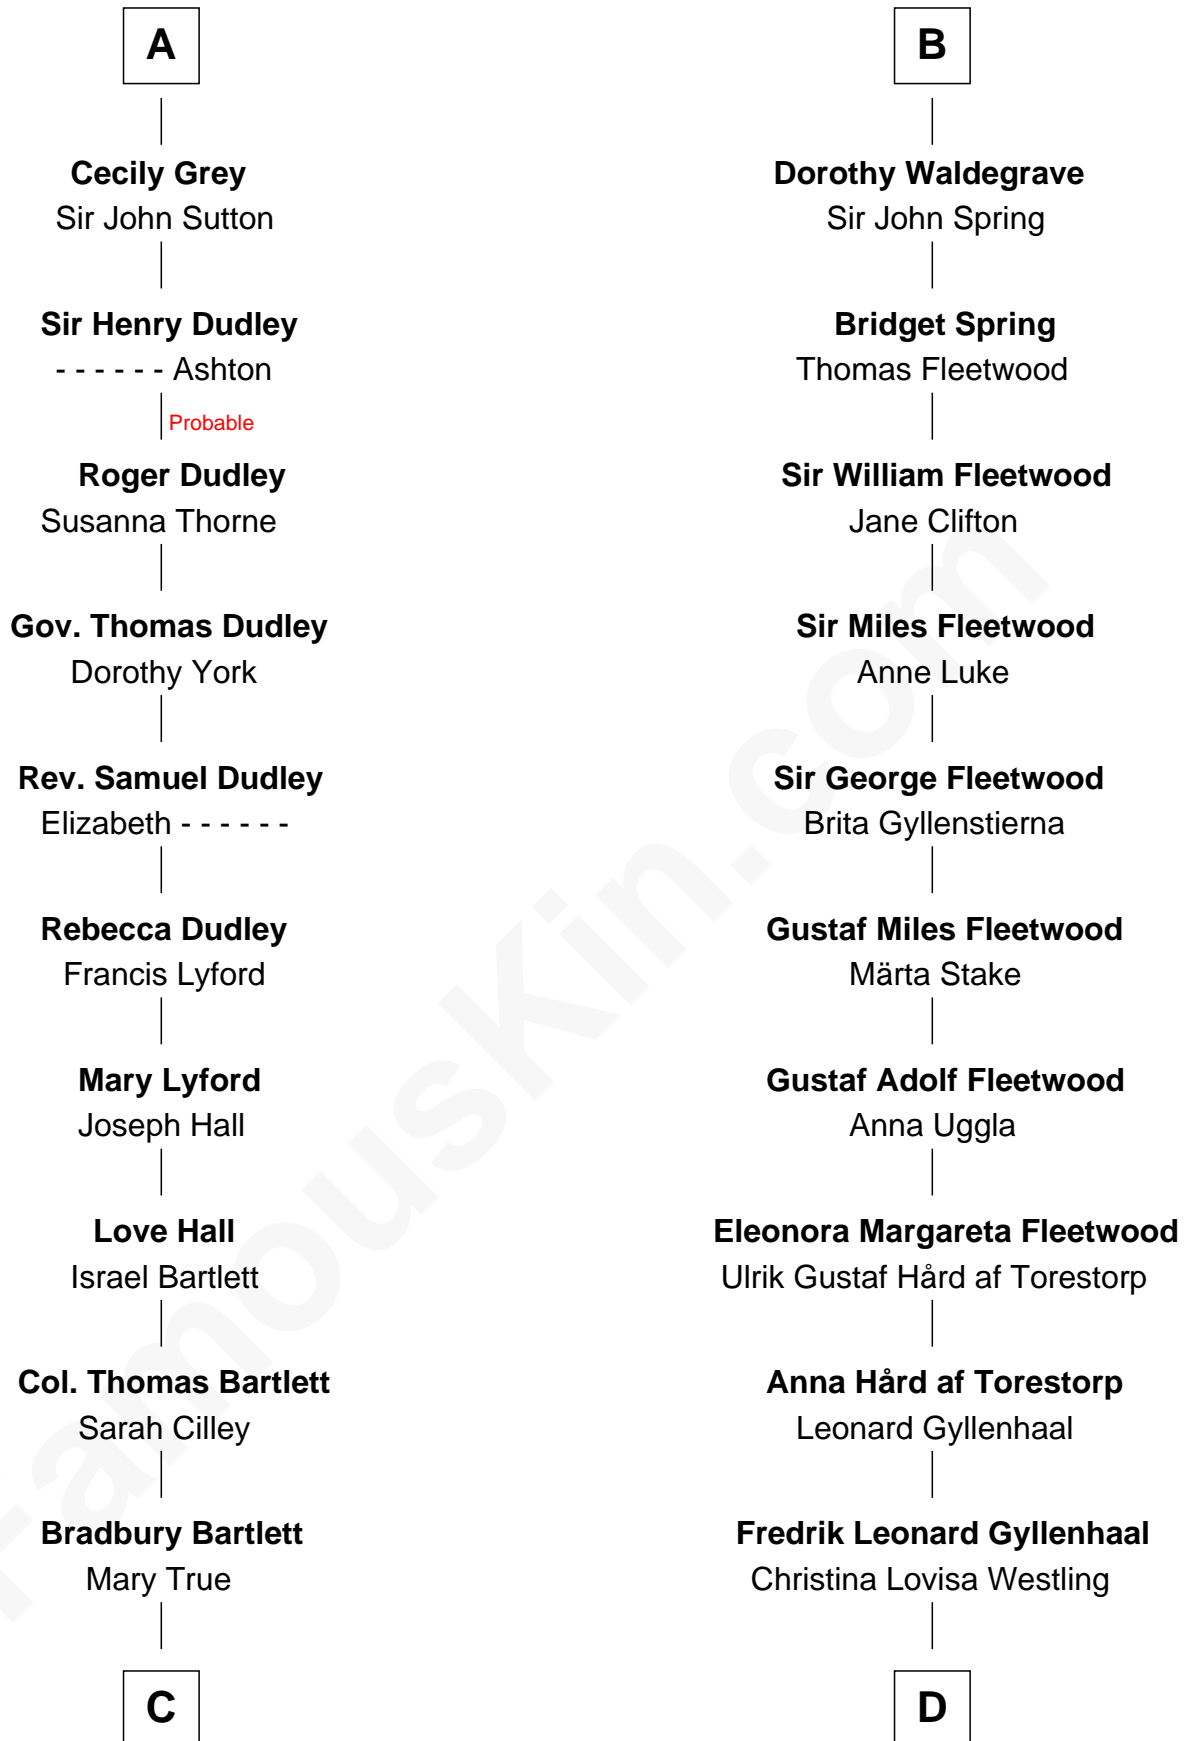 A
Cecily Grey
Sir John Sutton
Sir Henry Dudley
- - - - - - Ashton
Probable
Roger Dudley
Susanna Thorne
Gov. Thomas Dudley
Dorothy York
Rev. Samuel Dudley
Elizabeth - - - - - -
Rebecca Dudley
Francis Lyford
Mary Lyford
Joseph Hall
Love Hall
Israel Bartlett
Col. Thomas Bartlett
Sarah Cilley
Bradbury Bartlett
Mary True
C
B
Dorothy Waldegrave
Sir John Spring
Bridget Spring
Thomas Fleetwood
Sir William Fleetwood
Jane Clifton
Sir Miles Fleetwood
Anne Luke
Sir George Fleetwood
Brita Gyllenstierna
Gustaf Miles Fleetwood
Märta Stake
Gustaf Adolf Fleetwood
Anna Uggla
Eleonora Margareta Fleetwood
Ulrik Gustaf Hård af Torestorp
Anna Hård af Torestorp
Leonard Gyllenhaal
Fredrik Leonard Gyllenhaal
Christina Lovisa Westling
D
FamousKin.com